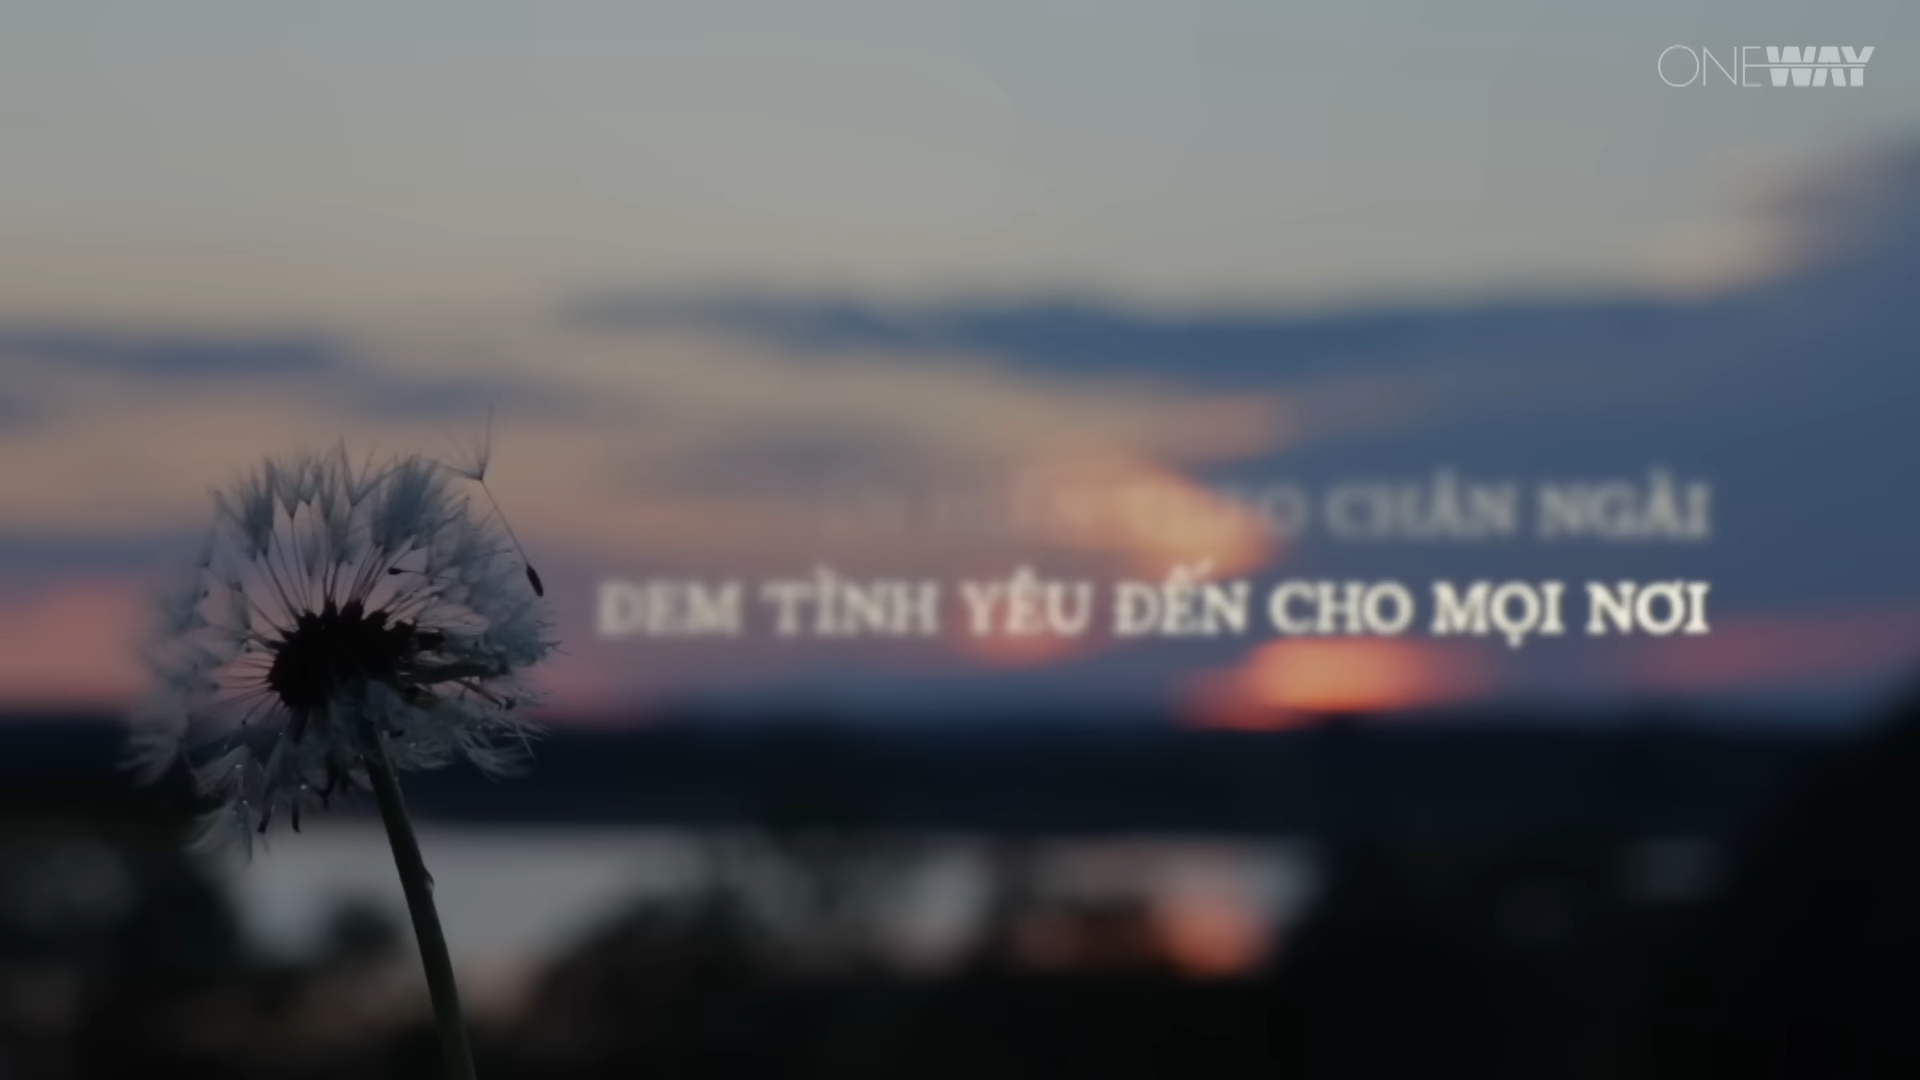 ONEWAY
CHÂN NGÀI
ĐEM TÌNH YÊU ĐẾN CHO MỌI NƠI